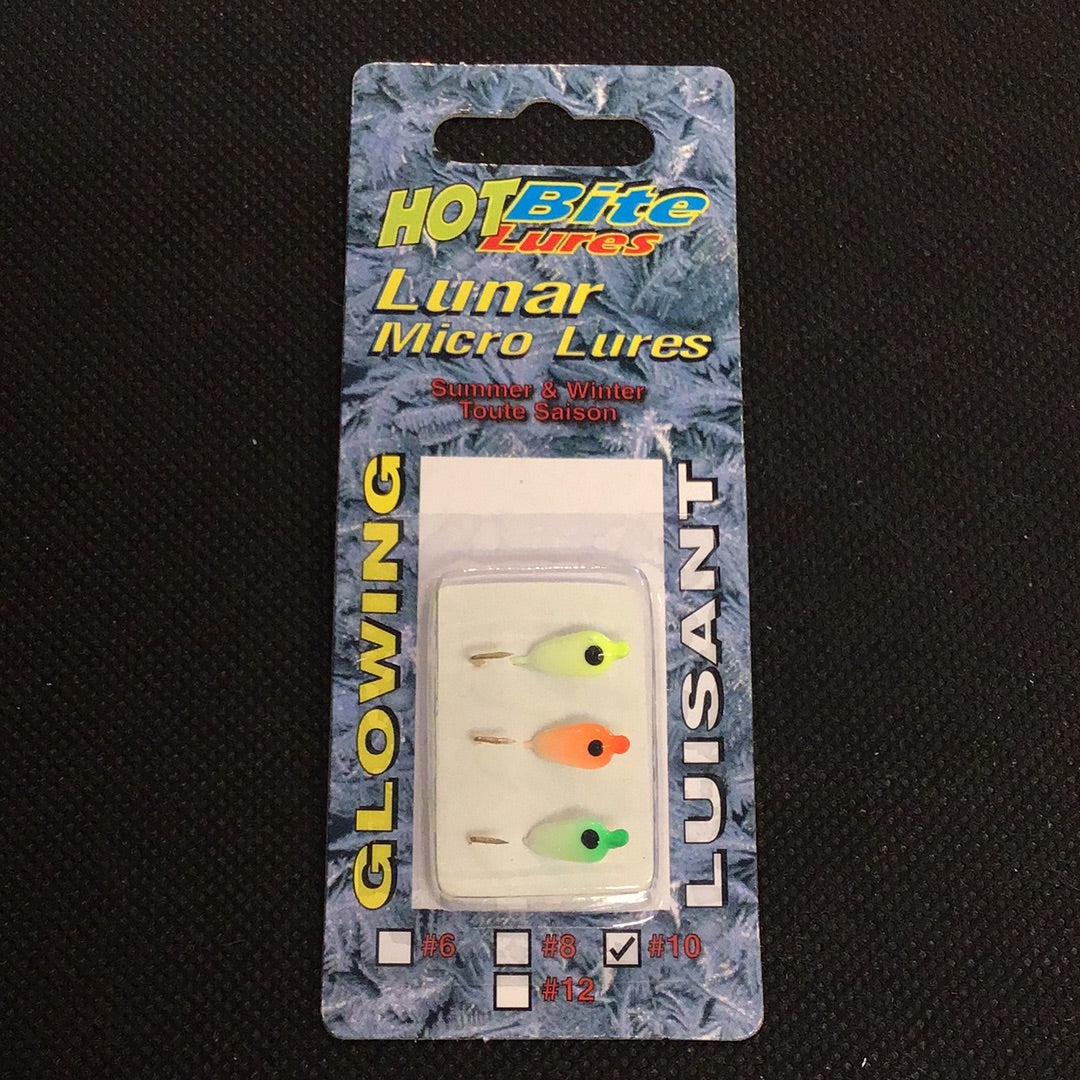 HOT Bite
Lures
Lunar
Micro Lures
Summer & Winter
Toute Saison
GLOWING
LUISANT
#6 #8 #10
#12